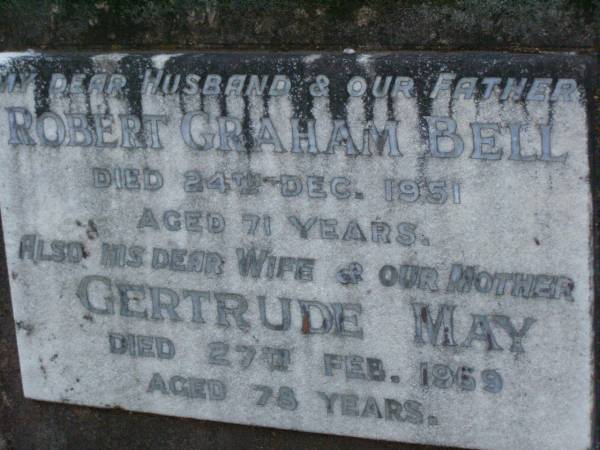 MY DEAR HUSBAND & OUR FATHER
ROBERT GRAHAM BELL
DIED 24TH DEC. 1951
AGED 71 YEARS.
ALSO HIS DEAR WIFE & OUR MOTHER
GERTRUDE MAY
DIED 27TH FEB. 1969
AGED 78 YEARS.